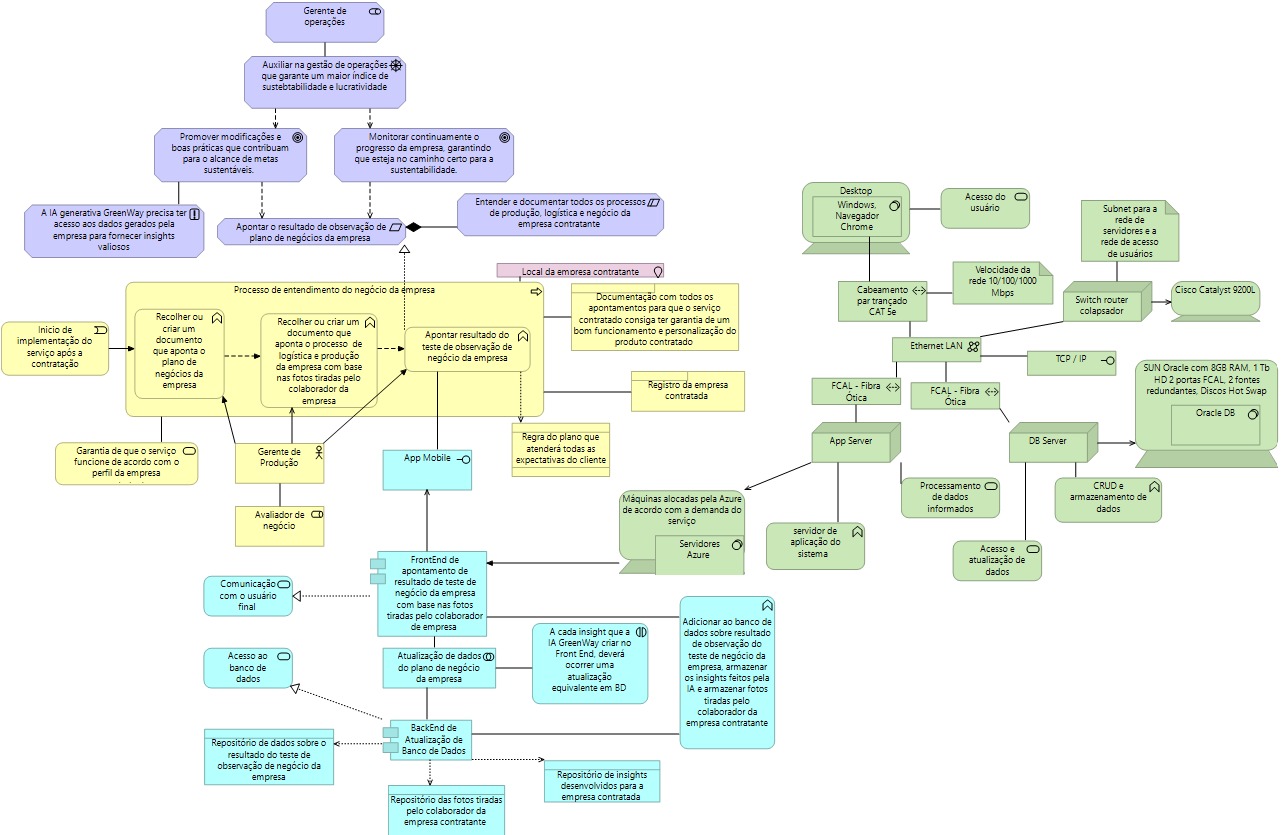 Gerente de
operações
Auxiliar na gestão de operações
que garante um maior índice de
sustebtabilidade e lucratividade
Promover modificações e
boas práticas que contribuam
para o alcance de metas
sustentáveis.
Monitorar continuamente o
progresso da empresa, garantindo
que esteja no caminho certo para a
sustentabilidade.
A IA generativa GreenWay precisa ter
acesso aos dados gerados pela
empresa para fornecer insights
valiosos
Apontar o resultado de observação de
plano de negócios da empresa
Entender e documentar todos os processos
de produção, logística e negócio da
empresa contratante
Local da empresa contratante
Processo de entendimento do negócio da empresa
Inicio de
implementação do
serviço após a
contratação
Recolher ou
criar um
documento
que aponta o
plano de
negócios da
empresa
Recolher ou criar um
documento que
aponta o processo de
logística e produção
da empresa com base
nas fotos tiradas pelo
colaborador da
empresa
Apontar resultado do
teste de observação de
negócio da empresa
Documentação com todos os
apontamentos para que o serviço
contratado consiga ter garantia de um
bom funcionamento e personalização do
produto contratado
Registro da empresa
contratada
Garantia de que o serviço
funcione de acordo com o
perfil da empresa
Gerente de
Produção
Regra do plano que
atenderá todas as
expectativas do cliente
Avaliador de
negócio
App Mobile
FrontEnd de
apontamento de
resultado de teste de
negócio da empresa
com base nas fotos
tiradas pelo colaborador
de empresa
Comunicação
com o usuário
final
Atualização de dados
do plano de negócio
da empresa
A cada insight que a
IA GreenWay criar no
Front End, deverá
ocorrer uma
atualização
equivalente em BD
Adicionar ao banco de
dados sobre resultado
de observação do
teste de negócio da
empresa, armazenar
os insights feitos pela
IA e armazenar fotos
tiradas pelo
colaborador da
empresa contratante
Acesso ao
banco de
dados
BackEnd de
Atualização de
Banco de Dados
Repositório de dados sobre o
resultado do teste de
observação de negócio da
empresa
Repositório das fotos tiradas
pelo colaborador da
empresa contratante
Repositório de insights
desenvolvidos para a
empresa contratada
Desktop
Windows,
Navegador
Chrome
Acesso do
usuário
Subnet para a
rede de
servidores e a
rede de acesso
de usuários
Cabeamento
par trançado
CAT 5e
Velocidade da
rede 10/100/1000
Mbps
Switch router
colapsador
Cisco Catalyst 9200L
Ethernet LAN
TCP / IP
FCAL - Fibra
Ótica
FCAL - Fibra
Ótica
SUN Oracle com 8GB RAM, 1 Tb
HD 2 portas FCAL, 2 fontes
redundantes, Discos Hot Swap
Oracle DB
App Server
DB Server
Máquinas alocadas pela Azure
de acordo com a demanda do
serviço
Servidores
Azure
servidor de
aplicação do
sistema
Processamento
de dados
informados
CRUD e
armazenamento de
dados
Acesso e
atualização de
dados